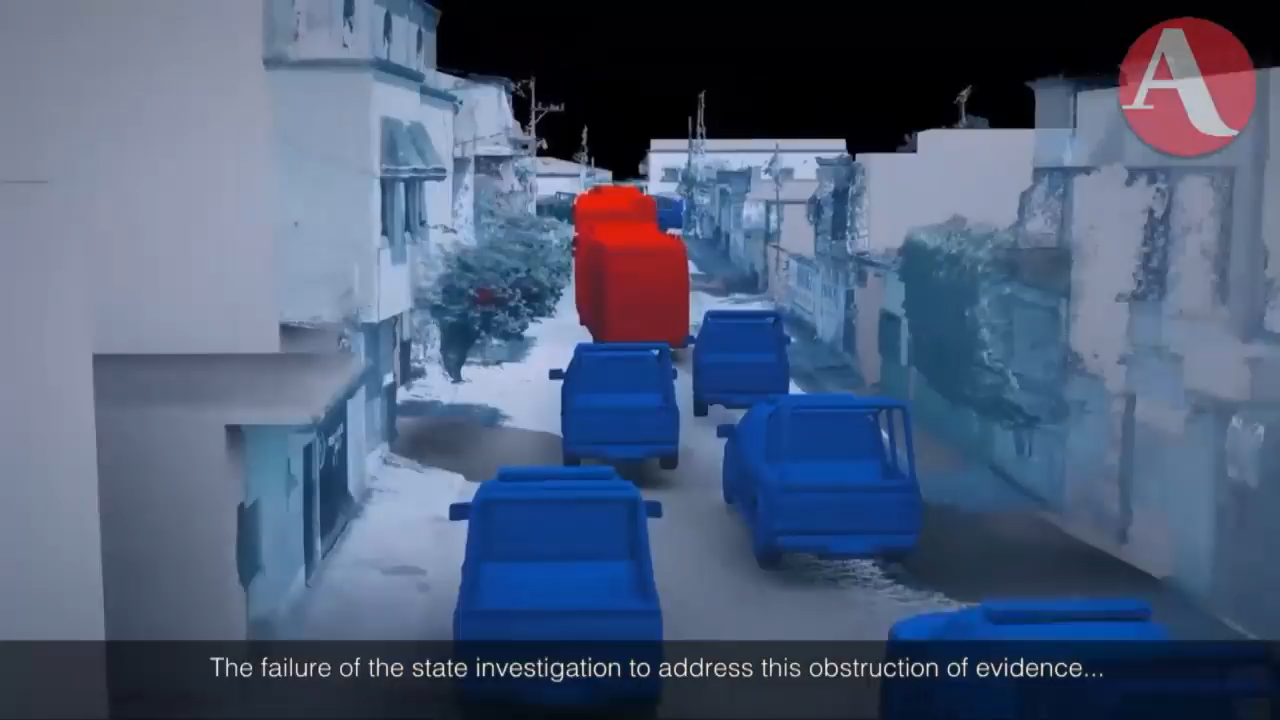 A
The failure of the state investigation to address this obstruction of evidence...